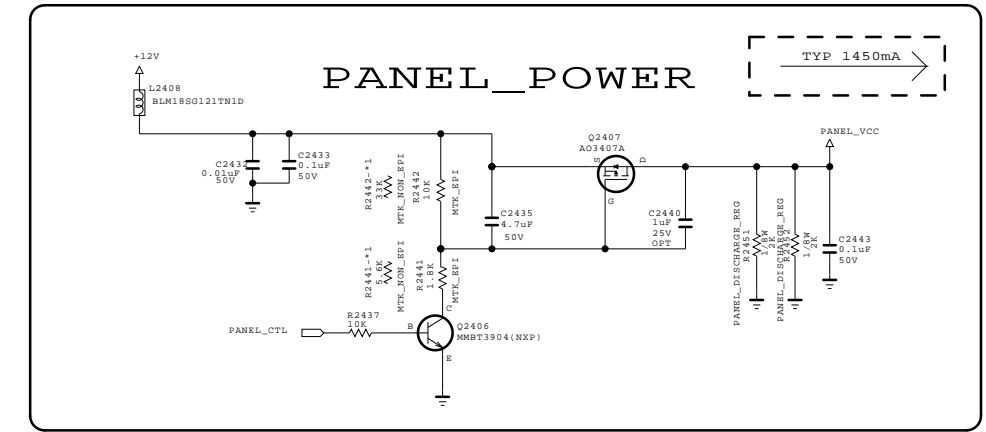 +12V
L2408
BLM18SG121TN1D
PANEL_POWER
TYP 1450mA
C2432
0.01uF
50V
C2433
0.1uF
50V
R2442-*1
33K
MTK_NON_EPI
R2442
10K
MTK_EPI
C2435
4.7uF
50V
Q2407
AO3407A
S
D
G
C2440
1uF
25V
OPT
PANEL_VCC
PANEL_DISCHARGE_REG
R2451
1/8W
2K
PANEL_DISCHARGE_REG
R2452
1/8W
2K
C2443
0.1uF
50V
R2441-*1
5.6K
MTK_NON_EPI
R2441
1.8K
MTK_EPI
PANEL_CTL
R2437
10K
B
C
E
Q2406
MMBT3904(NXP)